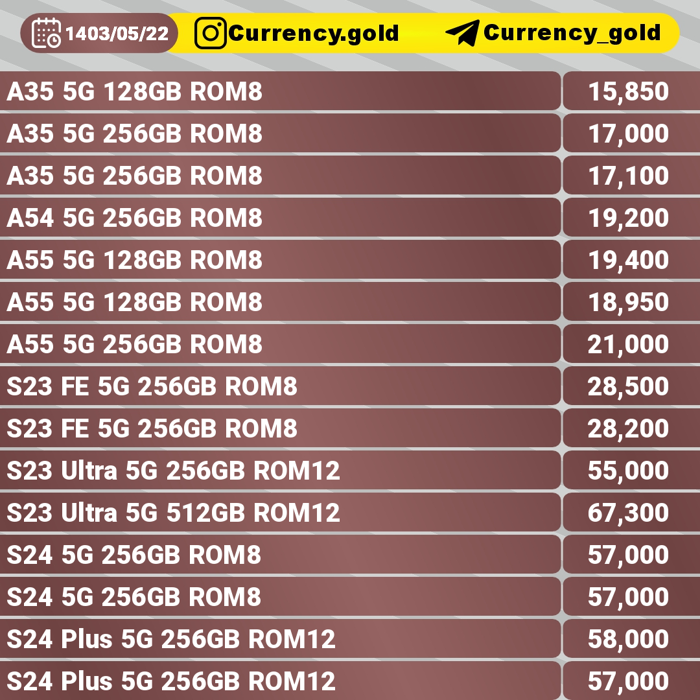 1403/05/22 Currency.gold Currency_gold
A35 5G 128GB ROM8 15,850
A35 5G 256GB ROM8 17,000
A35 5G 256GB ROM8 17,100
A54 5G 256GB ROM8 19,200
A55 5G 128GB ROM8 19,400
A55 5G 128GB ROM8 18,950
A55 5G 256GB ROM8 21,000
S23 FE 5G 256GB ROM8 28,500
S23 FE 5G 256GB ROM8 28,200
S23 Ultra 5G 256GB ROM12 55,000
S23 Ultra 5G 512GB ROM12 67,300
S24 5G 256GB ROM8 57,000
S24 5G 256GB ROM8 57,000
S24 Plus 5G 256GB ROM12 58,000
S24 Plus 5G 256GB ROM12 57,000